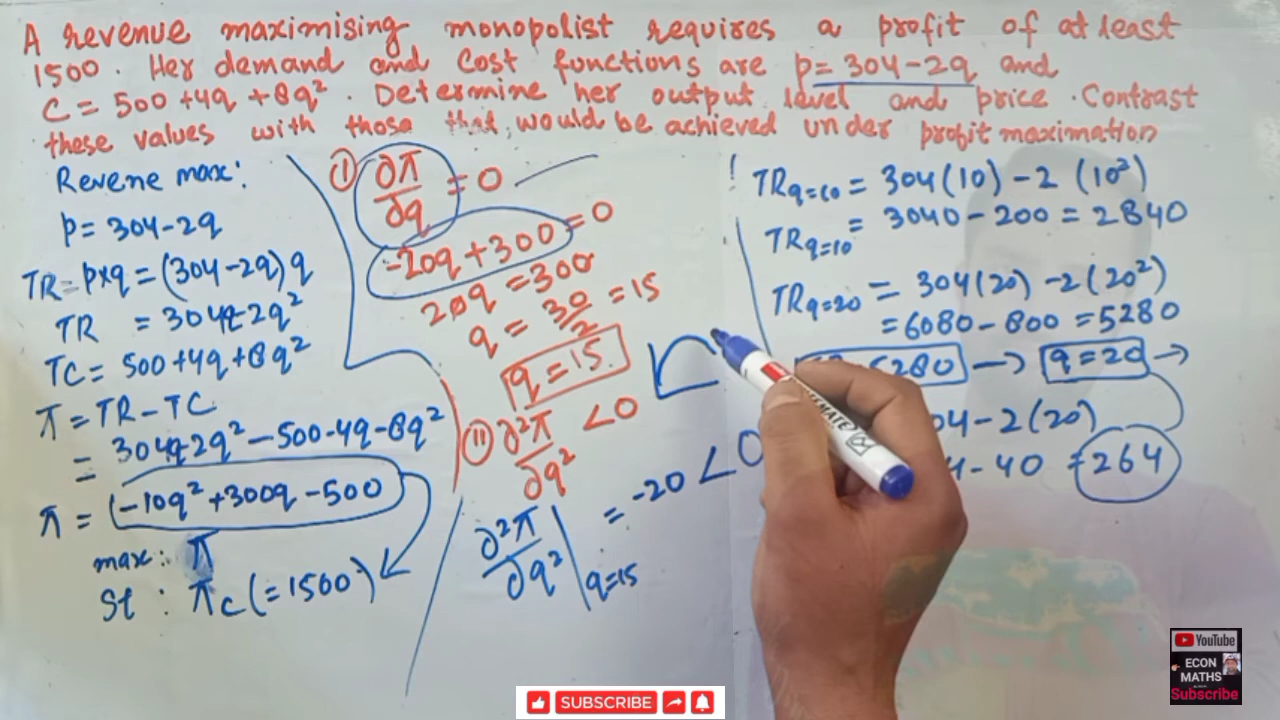 A revenue maximising monopolist requires a profit of at least
1500. Her demand and cost functions are p = 304-2q and
C = 500 + 4q + 8q². Determine her output level and price. Contrast
these values with those that would be achieved under profit maximation
Revene max:
p = 304-2q
TR = p×q = (304-2q) q
TR = 304q-2q²
TC = 500+4q+8q²
π = TR-TC
= 304q-2q²-500-4q-8q²
π = (-10q²+300q-500
max: π
St : πc (=1500)
① ∂π/∂q = 0
-20q+300=0
20q = 300
q = 30/2 = 15
q = 15.
⑪ ∂²π/∂q² <0
∂²π/∂q² | q=15 = -20 <0
! TRq=10 = 304(10) - 2 (10²)
TRq=10 = 3040-200 = 2840
TRq=20 = 304(20) -2(20²)
= 6080-800 = 5280
5280 → q=20 →
04-2(20)
4-40 = 264
ENATE
YouTube
ECON
MATHS
Subscribe
SUBSCRIBE